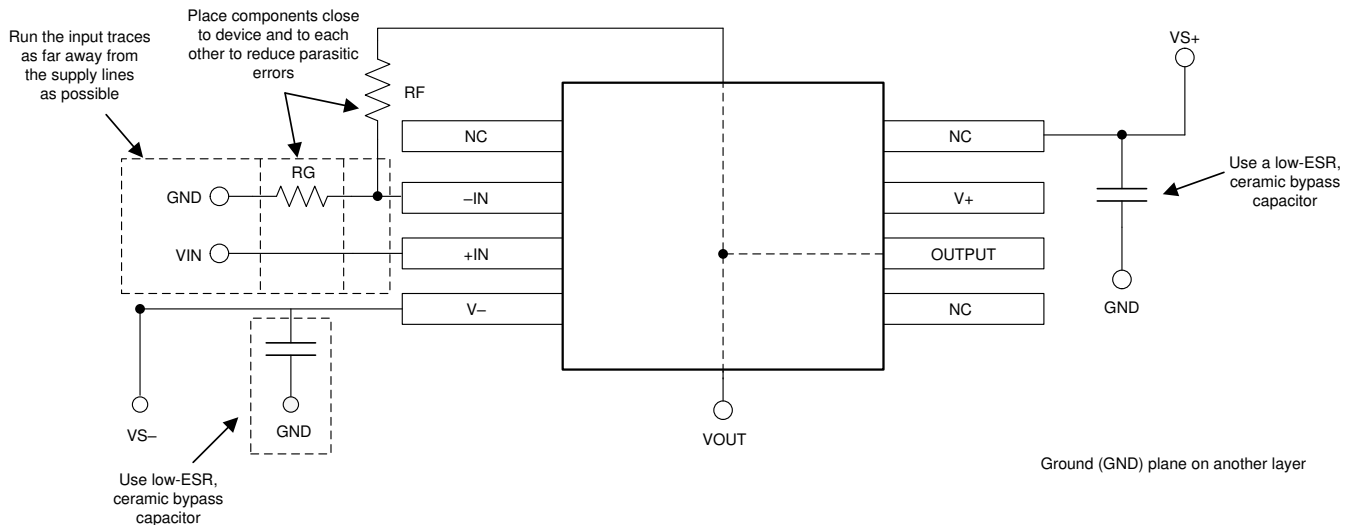 Place components close
to device and to each
other to reduce parasitic
errors
Run the input traces
as far away from
the supply lines
as possible
VS+
RF
NC
NC
Use a low-ESR,
ceramic bypass
capacitor
RG
GND
–IN
V+
VIN
+IN
OUTPUT
V–
NC
GND
VS–
GND
VOUT
Use low-ESR,
ceramic bypass
capacitor
Ground (GND) plane on another layer